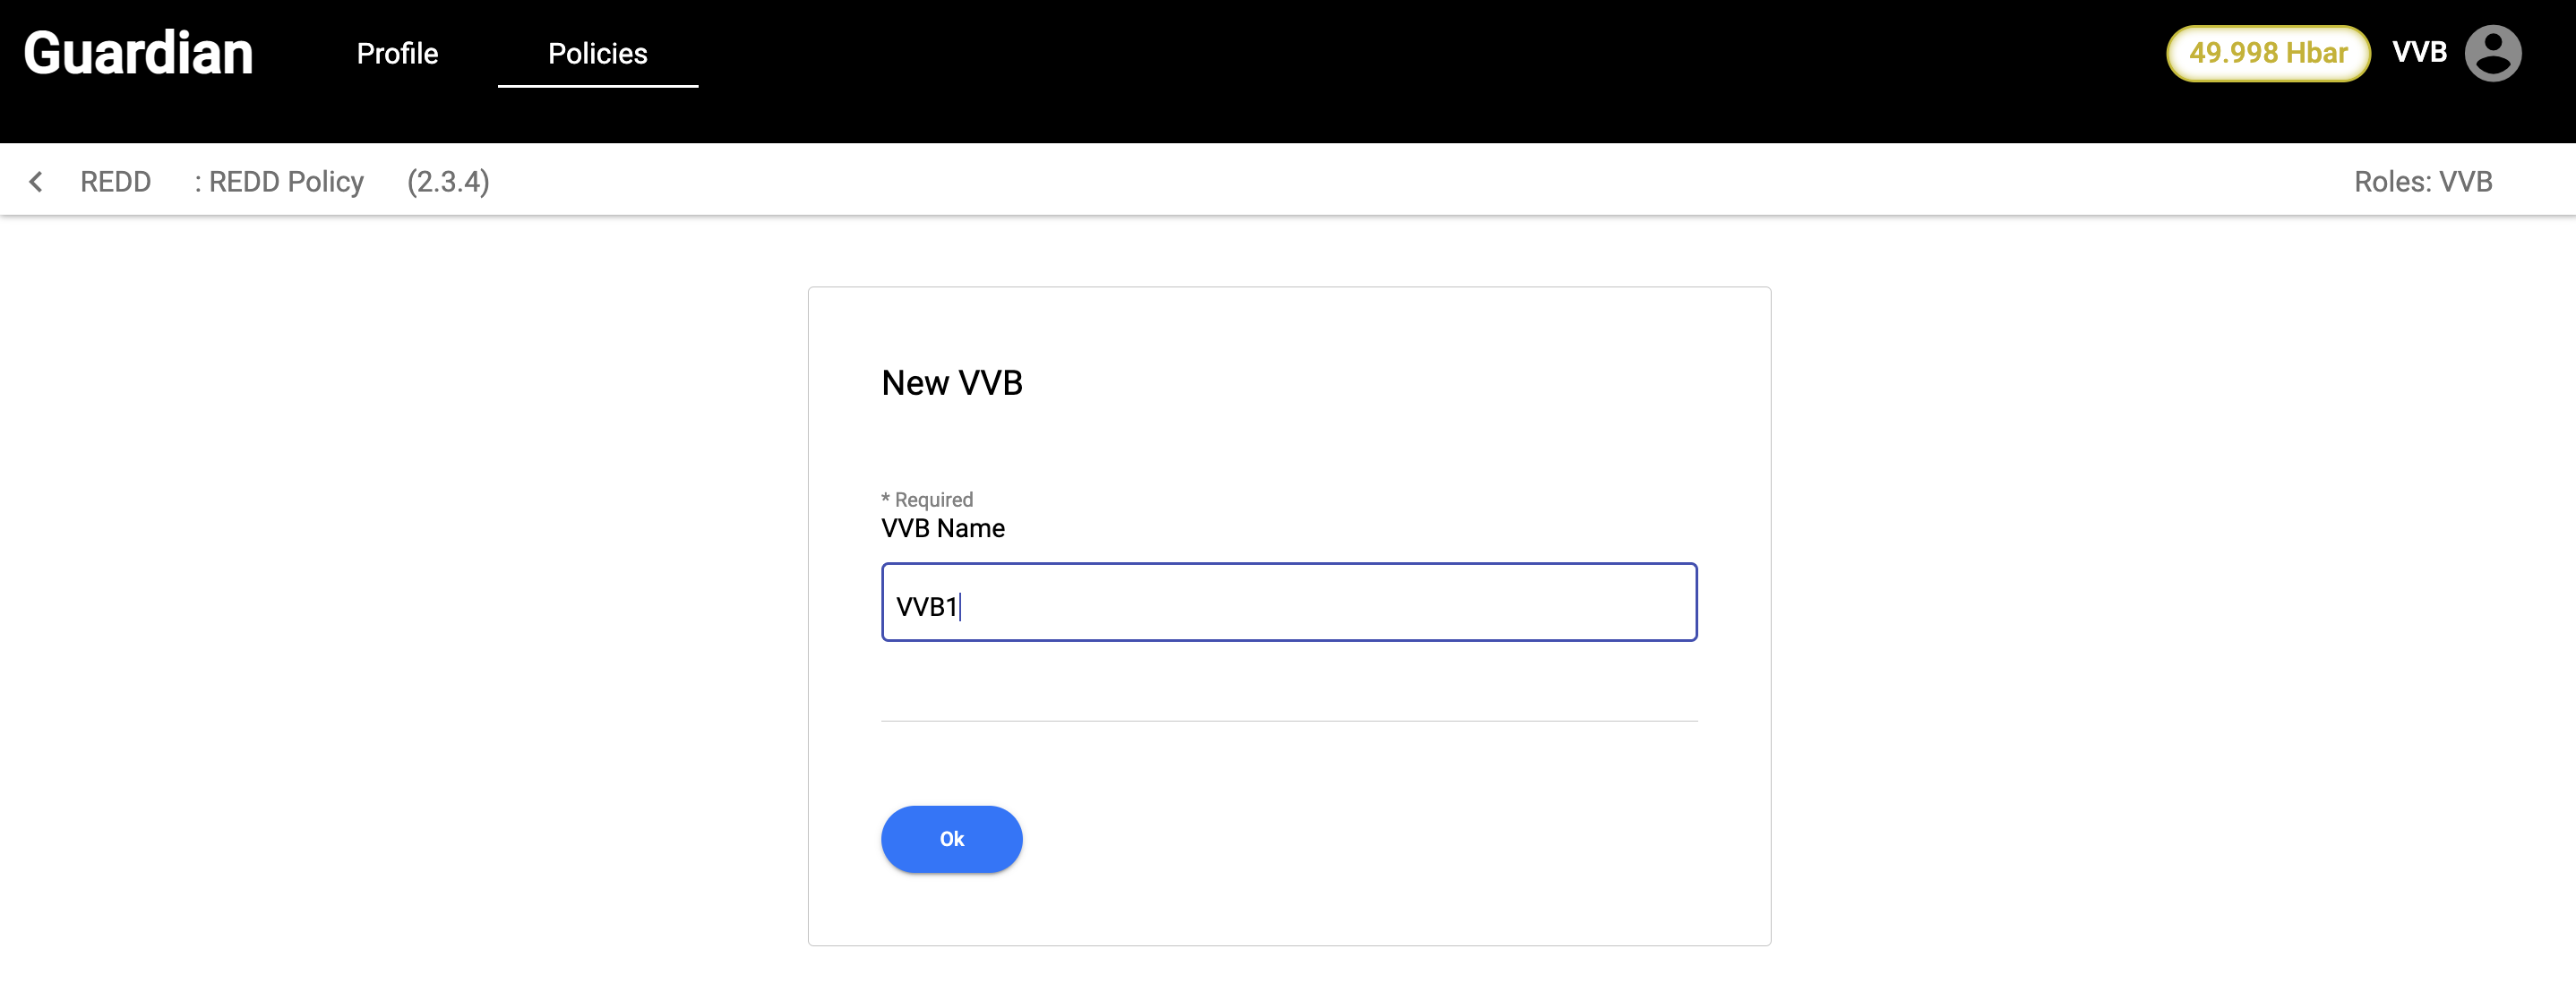 Guardian Profile Policies 49.998 Hbar VVB
REDD : REDD Policy (2.3.4) Roles: VVB
New VVB
* Required
VVB Name
VVB1
Ok